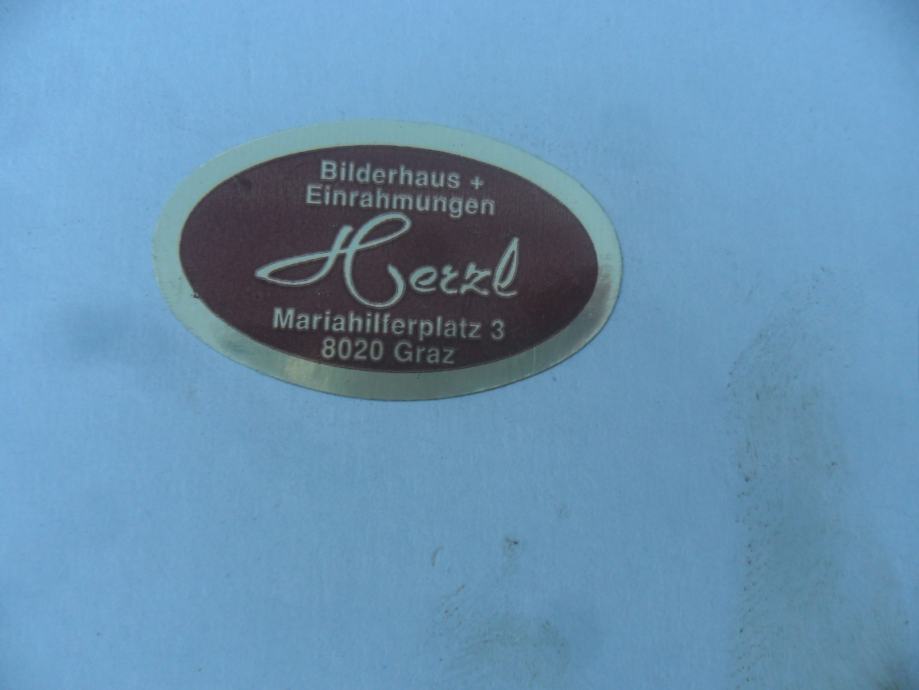 Bilderhaus +
Einrahmungen
Herzl
Mariahilferplatz 3
8020 Graz